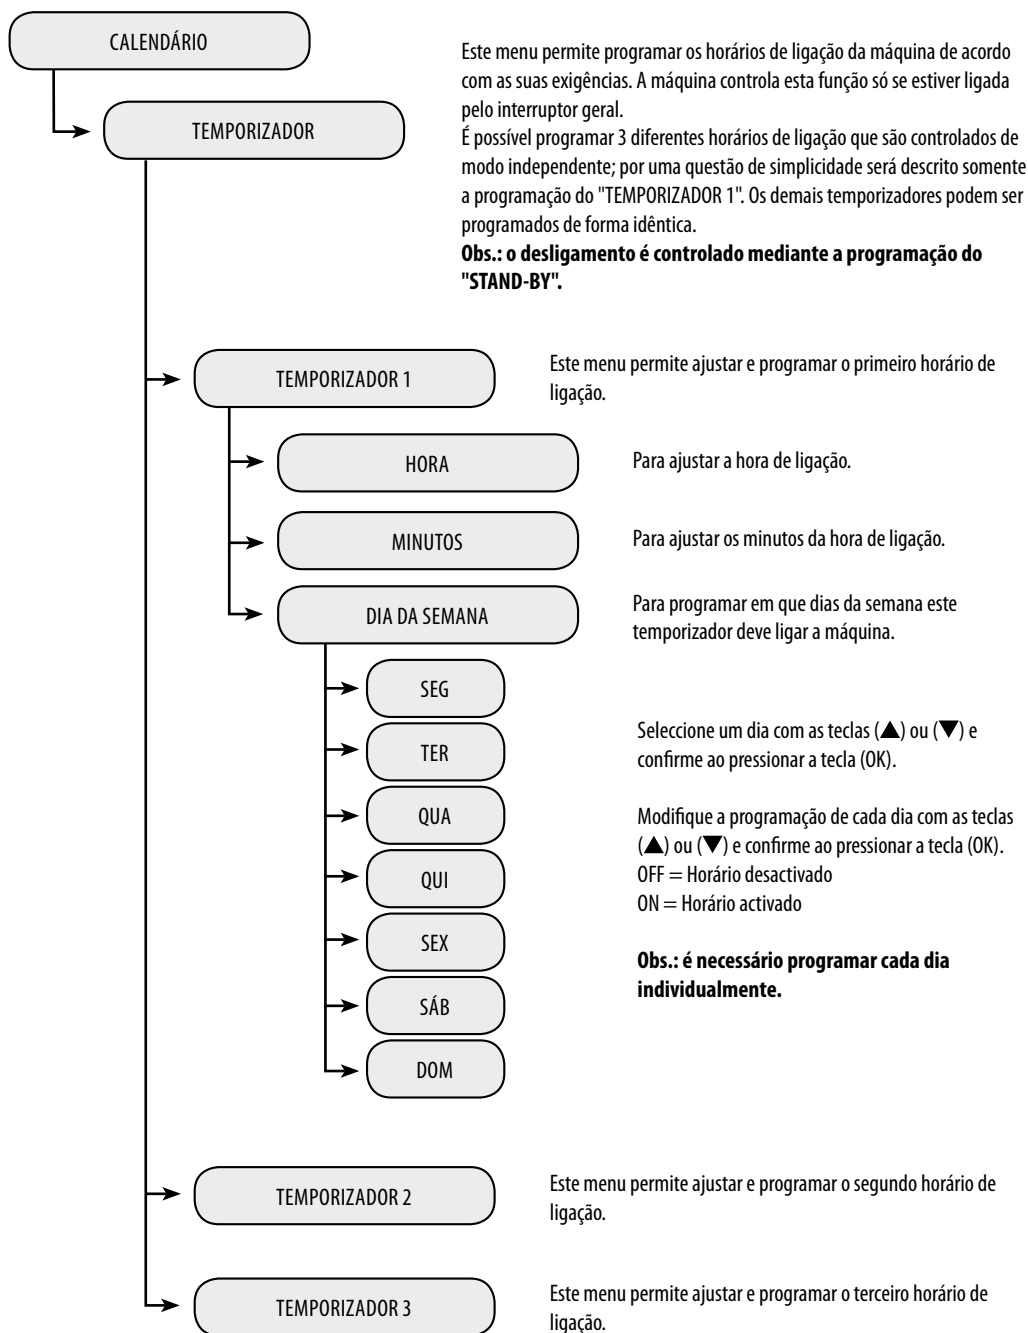 CALENDÁRIO
Este menu permite programar os horários de ligação da máquina de acordo
com as suas exigências. A máquina controla esta função só se estiver ligada
pelo interruptor geral.
TEMPORIZADOR
É possível programar 3 diferentes horários de ligação que são controlados de
modo independente; por uma questão de simplicidade será descrito somente
a programação do "TEMPORIZADOR 1". Os demais temporizadores podem ser
programados de forma idêntica.
Obs.: o desligamento é controlado mediante a programação do
"STAND-BY".
TEMPORIZADOR 1
Este menu permite ajustar e programar o primeiro horário de
ligação.
HORA
Para ajustar a hora de ligação.
MINUTOS
Para ajustar os minutos da hora de ligação.
DIA DA SEMANA
Para programar em que dias da semana este
temporizador deve ligar a máquina.
SEG
TER
QUA
QUI
SEX
SÁB
DOM
Seleccione um dia com as teclas (▲) ou (▼) e
confirme ao pressionar a tecla (OK).
Modifique a programação de cada dia com as teclas
(▲) ou (▼) e confirme ao pressionar a tecla (OK).
OFF = Horário desactivado
ON = Horário activado
Obs.: é necessário programar cada dia
individualmente.
TEMPORIZADOR 2
Este menu permite ajustar e programar o segundo horário de
ligação.
TEMPORIZADOR 3
Este menu permite ajustar e programar o terceiro horário de
ligação.